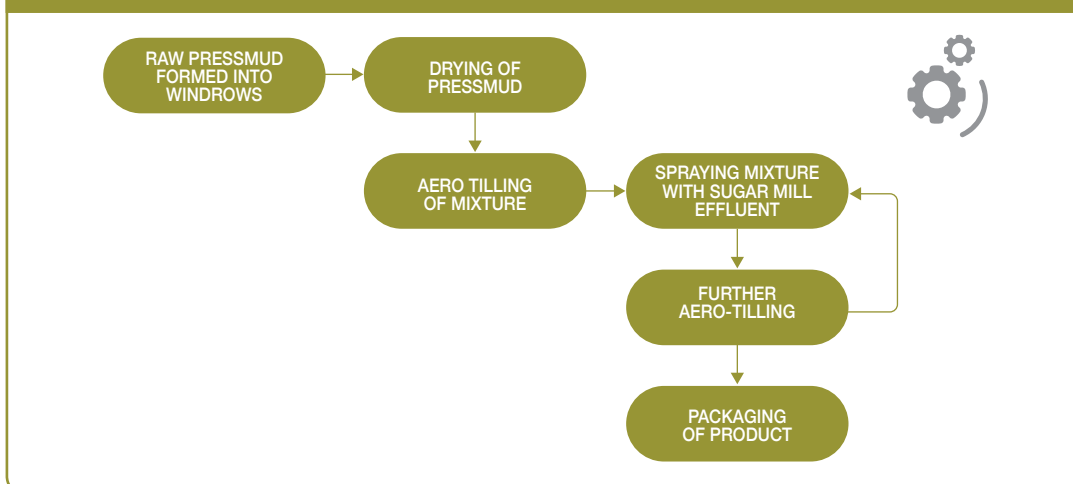 RAW PRESSMUD
FORMED INTO
WINDROWS
DRYING OF
PRESSMUD
AERO TILLING
OF MIXTURE
SPRAYING MIXTURE
WITH SUGAR MILL
EFFLUENT
FURTHER
AERO-TILLING
PACKAGING
OF PRODUCT